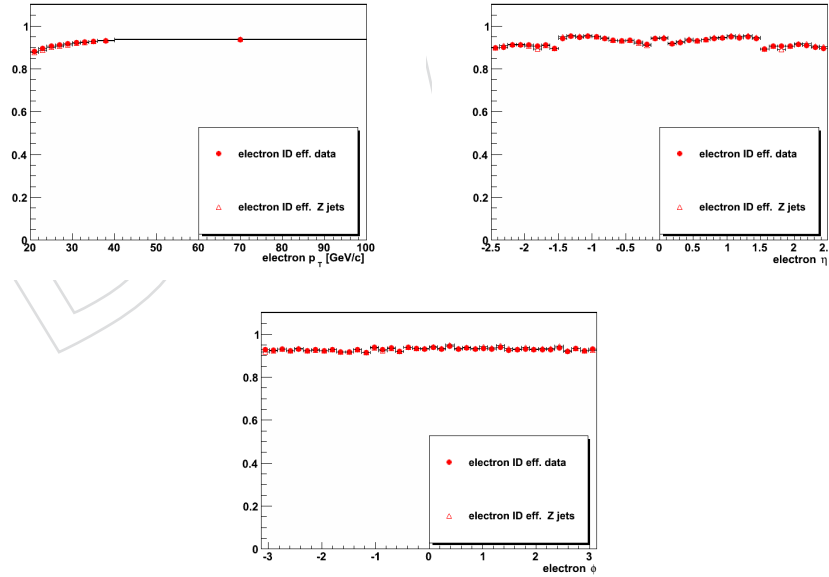 1
0.8
0.6
0.4
0.2
0
20 30 40 50 60 70 80 90 100
electron p T [GeV/c]
electron ID eff. data
electron ID eff. Z jets
1
0.8
0.6
0.4
0.2
0
-2.5 -2 -1.5 -1 -0.5 0 0.5 1 1.5 2 2.
electron η
electron ID eff. data
electron ID eff. Z jets
1
0.8
0.6
0.4
0.2
0
-3 -2 -1 0 1 2 3
electron ϕ
electron ID eff. data
electron ID eff. Z jets